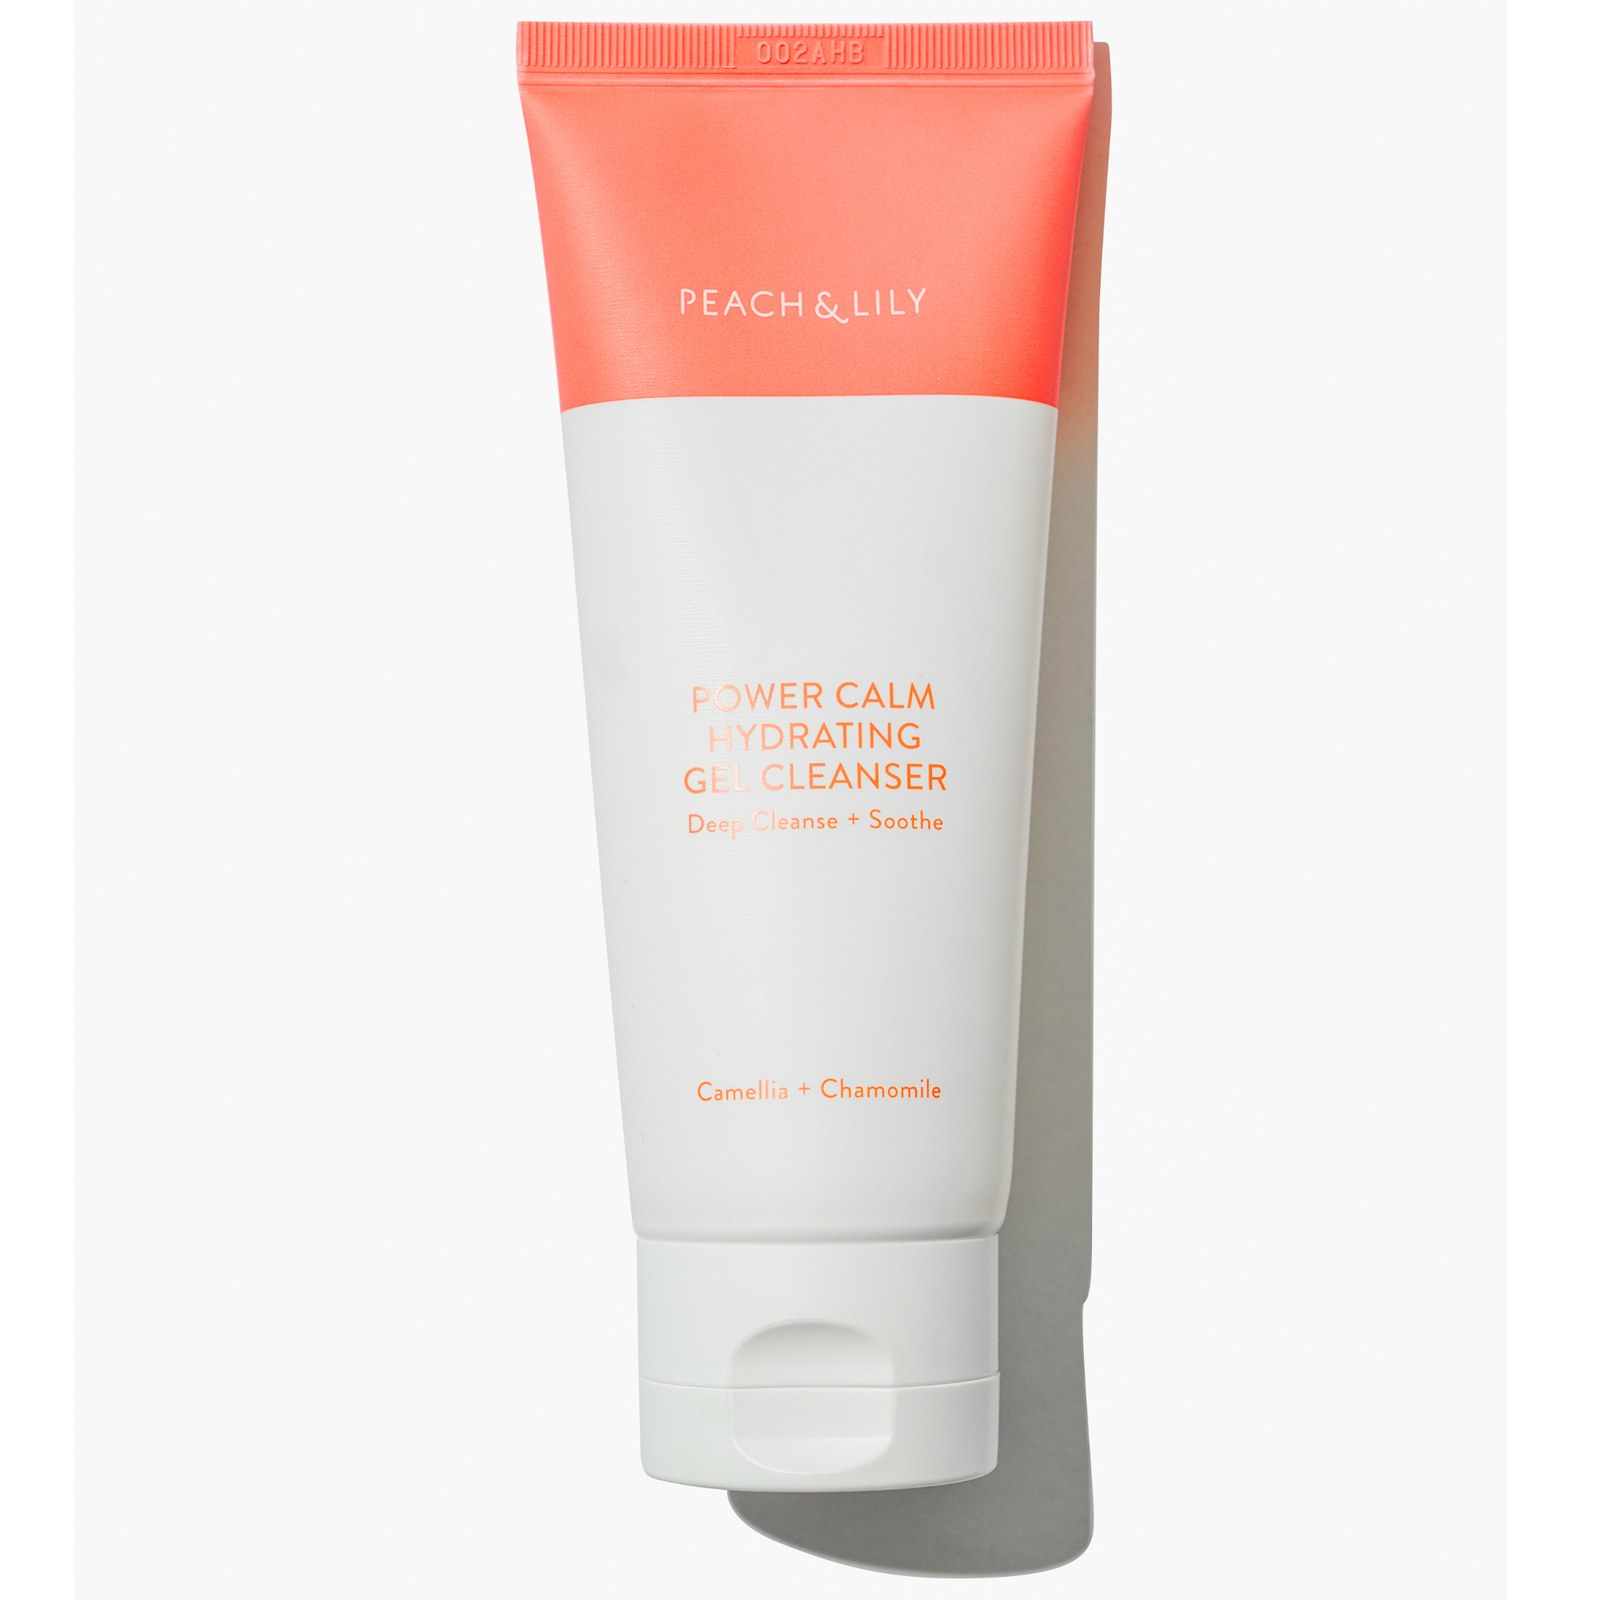 002AHB
PEACH & LILY
POWER CALM
HYDRATING
GEL CLEANSER
Deep Cleanse + Soothe
Camellia + Chamomile